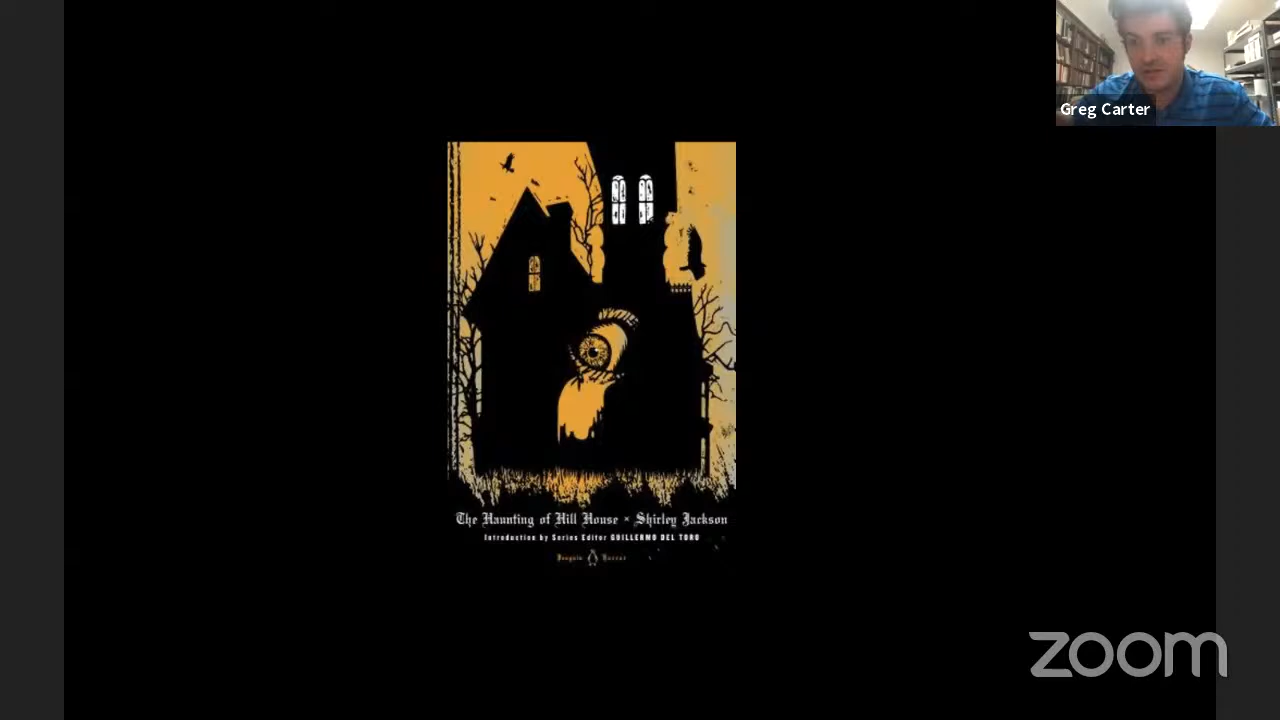 Greg Carter
The Haunting of Hill House × Shirley Jackson
Introduction by Series Editor GUILLERMO DEL TORO
Penguin Horror
zoom